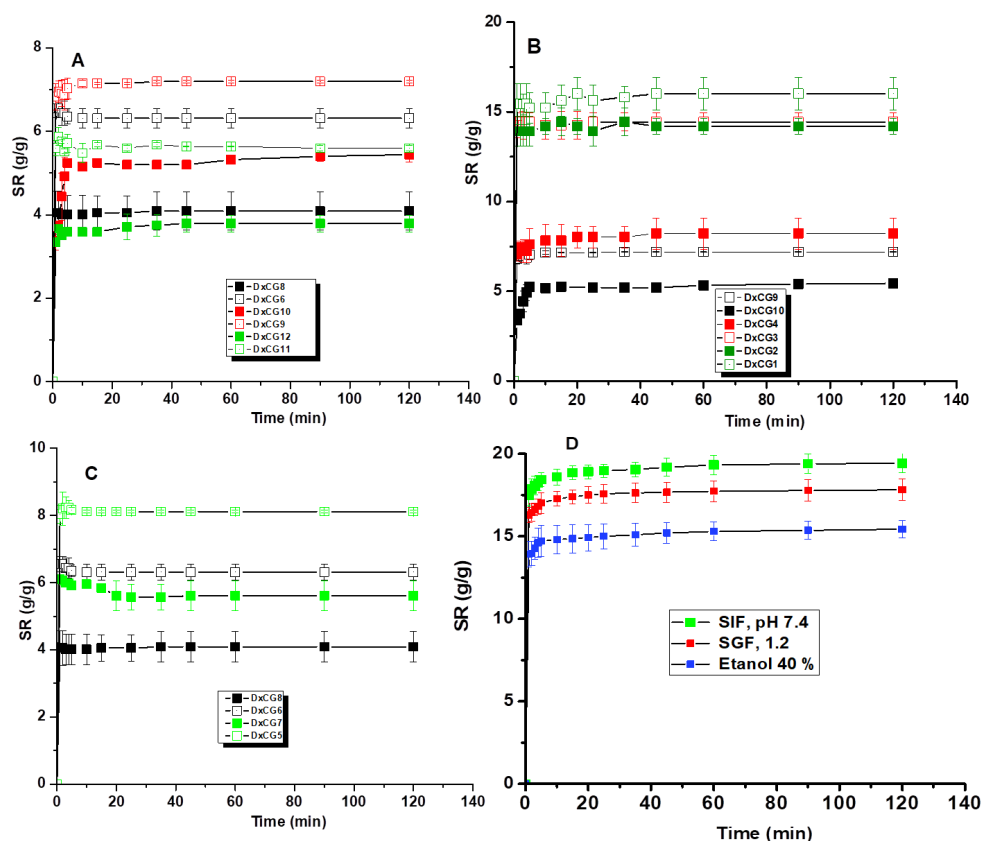 A
SR (g/g)
8
6
4
2
0
DxCG8
DxCG6
DxCG10
DxCG9
DxCG12
DxCG11
0 20 40 60 80 100 120 140
Time (min)
B
SR (g/g)
20
15
10
5
0
DxCG9
DxCG10
DxCG4
DxCG3
DxCG2
DxCG1
0 20 40 60 80 100 120 140
Time (min)
C
SR (g/g)
10
8
6
4
2
0
DxCG8
DxCG6
DxCG7
DxCG5
0 20 40 60 80 100 120 140
Time (min)
D
SR (g/g)
20
15
10
5
0
SIF, pH 7.4
SGF, 1.2
Etanol 40 %
0 20 40 60 80 100 120 140
Time (min)